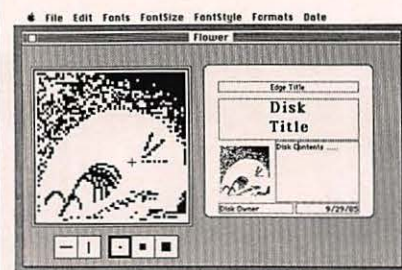 File Edit Fonts FontSize FontStyle Formats Date
Flower
Edge Title
Disk
Title
Disk Contents .....
Disk Owner
9/29/85